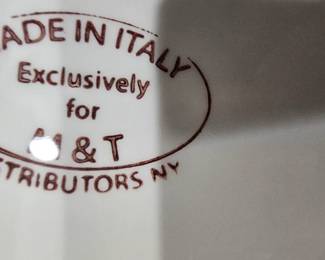 ADE IN ITALY
Exclusively
for
M & T
TRIBUTORS NY